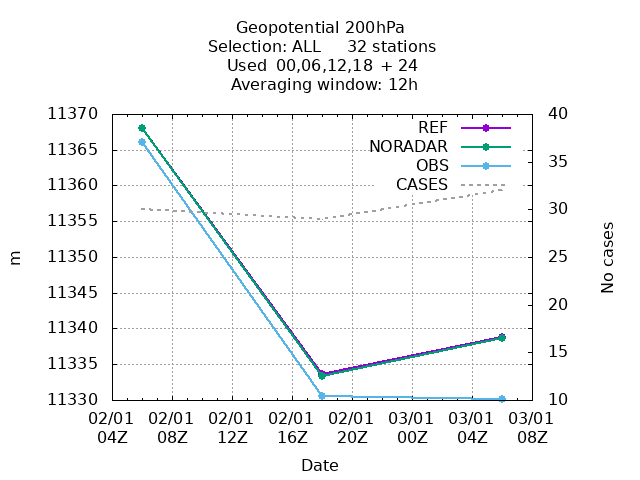 Geopotential 200hPa
Selection: ALL 32 stations
Used 00,06,12,18 + 24
Averaging window: 12h
11370
11365
11360
11355
11350
11345
11340
11335
11330
m
40
35
30
25
20
15
10
No cases
REF
NORADAR
OBS
CASES
02/01 02/01 02/01 02/01 02/01 03/01 03/01 03/01
04Z 08Z 12Z 16Z 20Z 00Z 04Z 08Z
Date